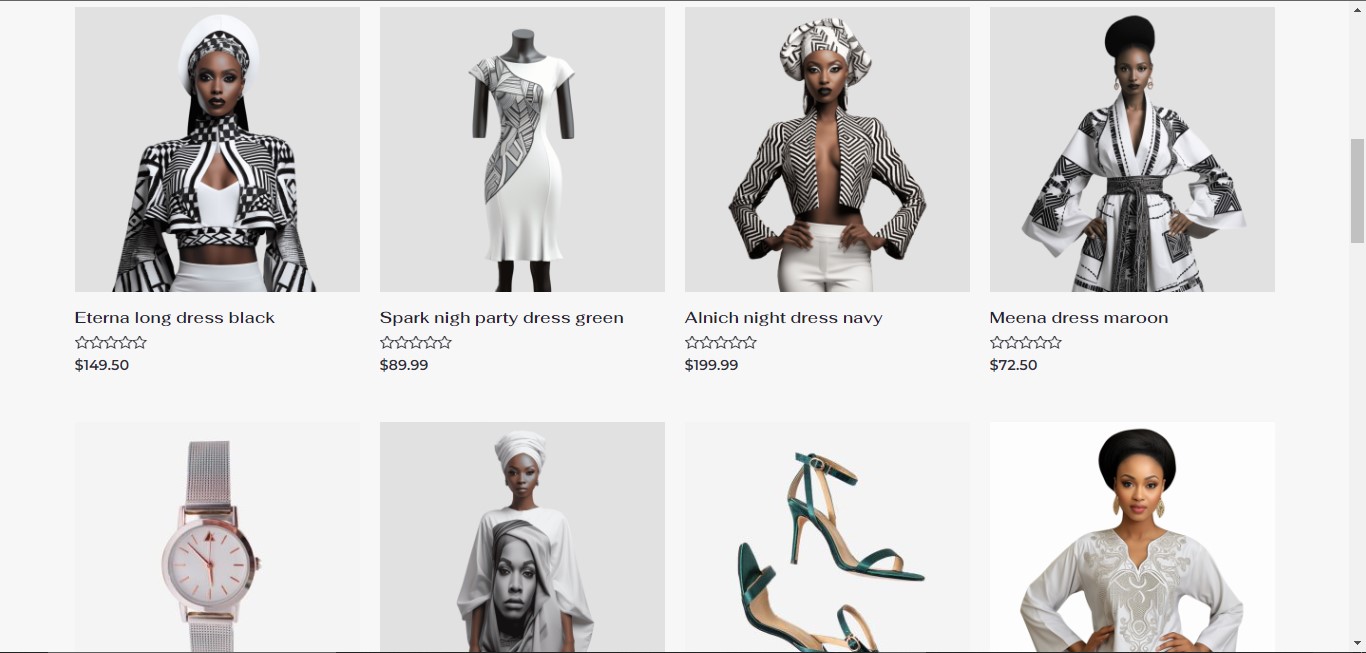 Eterna long dress black
Spark nigh party dress green
Alnich night dress navy
Meena dress maroon
$149.50
$89.99
$199.99
$72.50